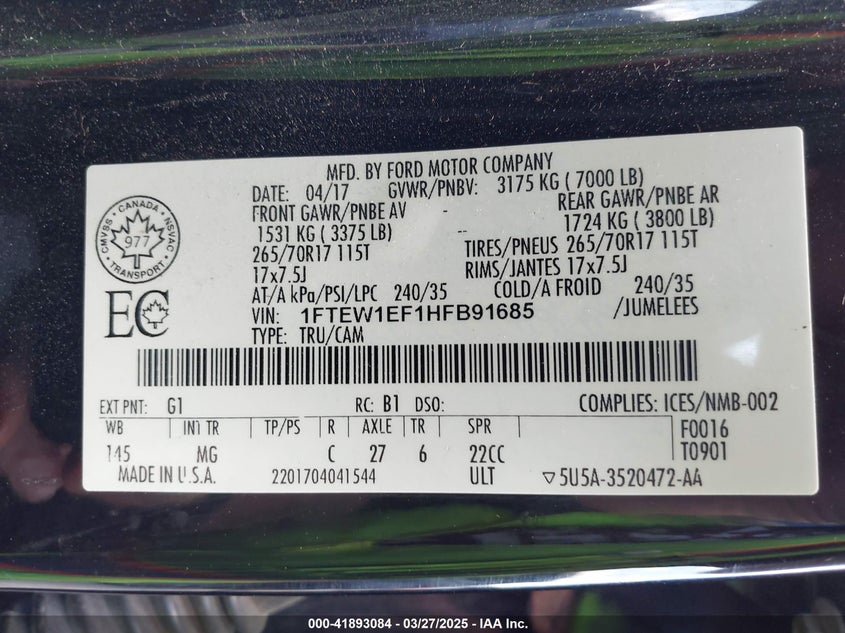 MFD. BY FORD MOTOR COMPANY
DATE: 04/17 GVWR/PNBV: 3175 KG ( 7000 LB)
FRONT GAWR/PNBE AV REAR GAWR/PNBE AR
1531 KG ( 3375 LB) 1724 KG ( 3800 LB)
265/70R17 115T TIRES/PNEUS 265/70R17 115T
17x7.5J RIMS/JANTES 17x7.5J
AT/A kPa/PSI/LPC 240/35 COLD/A FROID 240/35
VIN: 1FTEW1EF1HFB91685 /JUMELEES
TYPE: TRU/CAM
CANADA
CMVSS NSVAC
977
TRANSPORT
EC
EXT PNT: G1 RC: B1 DSO: COMPLIES: ICES/NMB-002
WB INT TR TP/PS R AXLE TR SPR F0016
145 MG C 27 6 22CC T0901
MADE IN U.S.A. 2201704041544 ULT ▽5U5A-3520472-AA
000-41893084 - 03/27/2025 - IAA Inc.